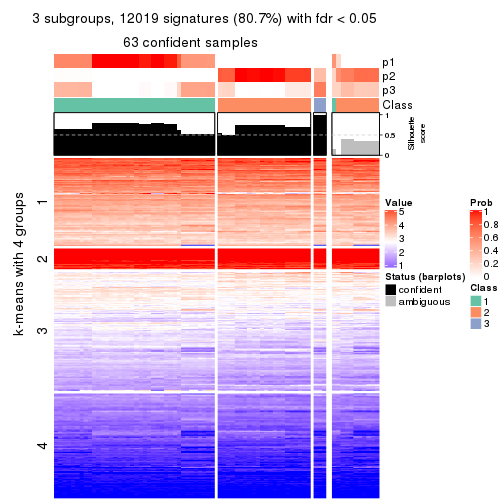 3 subgroups, 12019 signatures (80.7%) with fdr < 0.05
63 confident samples
p1
p2
p3
Class
1
0.5
0
Silhouette
score
k-means with 4 groups
1
2
3
4
Value
5
4
3
2
1
Status (barplots)
confident
ambiguous
Prob
1
0.8
0.6
0.4
0.2
0
Class
1
2
3